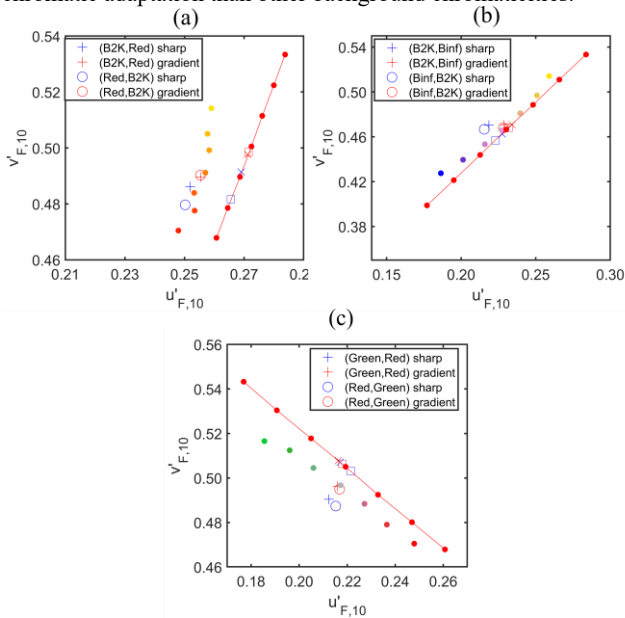 chromatic adaptation than other background chromaticities.
(a)
(b)
0.54
0.52
0.50
0.48
0.46
v'F,10
0.21
0.23
0.25
0.27
0.2
u'F,10
(B2K,Red) sharp
(B2K,Red) gradient
(Red,B2K) sharp
(Red,B2K) gradient
0.54
0.50
0.46
0.42
0.38
v'F,10
0.15
0.20
0.25
0.30
u'F,10
(B2K,Binf) sharp
(B2K,Binf) gradient
(Binf,B2K) sharp
(Binf,B2K) gradient
(c)
0.56
0.54
0.52
0.50
0.48
0.46
v'F,10
0.18
0.20
0.22
0.24
0.26
u'F,10
(Green,Red) sharp
(Green,Red) gradient
(Red,Green) sharp
(Red,Green) gradient